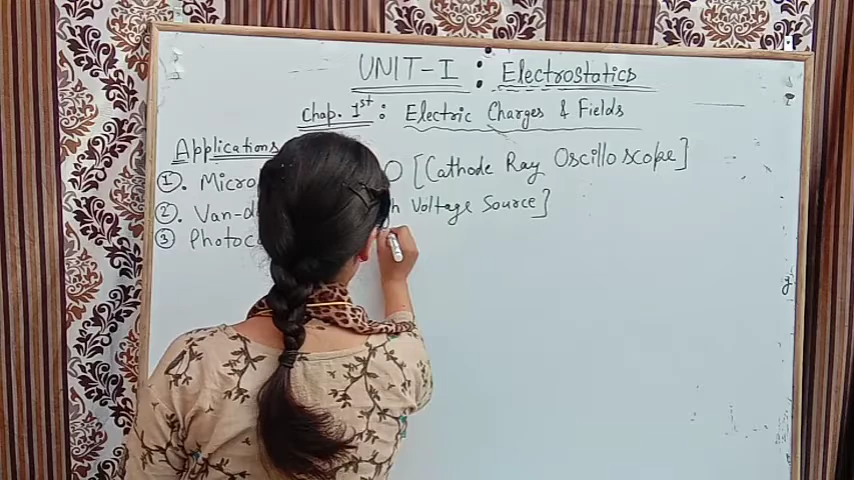 UNIT-I : Electrostatics
Chap. 1st : Electric Charges & Fields
Applications
①. Micro O [Cathode Ray Oscilloscope]
②. Van-d h Voltage Source]
③ Photoc